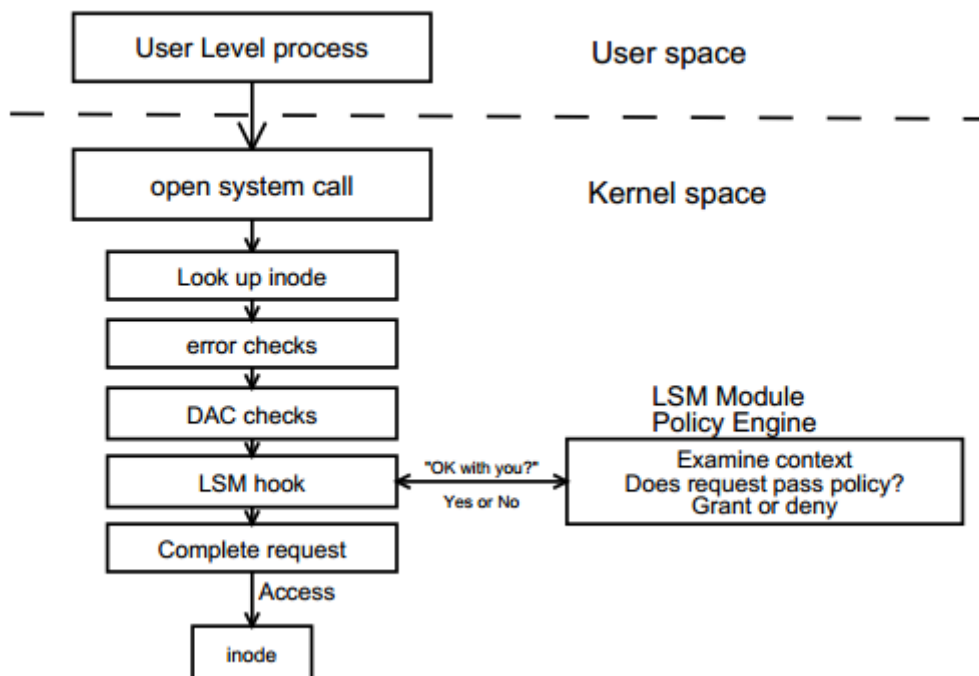 User Level process
User space
open system call
Kernel space
Look up inode
error checks
DAC checks
LSM Module
Policy Engine
LSM hook
"OK with you?"
Yes or No
Examine context
Does request pass policy?
Grant or deny
Complete request
Access
inode